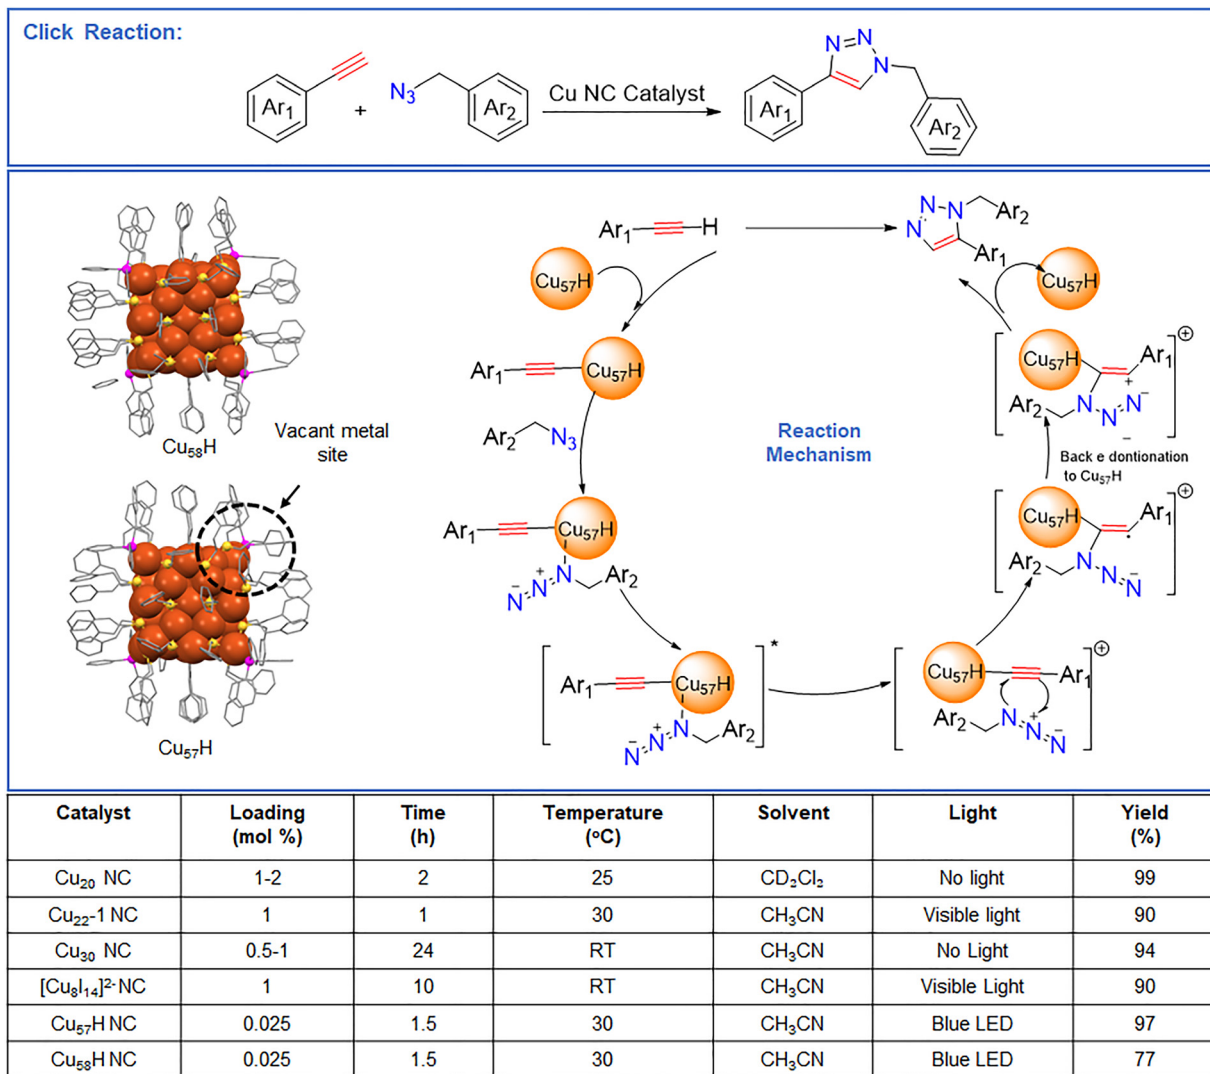 Click Reaction:
Ar₁
+
N₃
Ar₂
Cu NC Catalyst
Ar₁
N=N
N
Ar₂
Cu₅₈H
Vacant metal
site
Cu₅₇H
Ar₁
H
Cu₅₇H
Ar₁
Cu₅₇H
Ar₂
N₃
Ar₁
Cu₅₇H
N
N
N
− +
Ar₂
Ar₁
Cu₅₇H
N
N
N
− +
Ar₂
*
Cu₅₇H
Ar₁
Ar₂
N
N
N
+ −
⊕
Cu₅₇H
Ar₁
Ar₂
N
N
N
−
⊕
Back e dontionation
to Cu₅₇H
−
Cu₅₇H
Ar₁
Ar₂
N
N
N
+ −
⊕
Cu₅₇H
N
N
N
Ar₂
Ar₁
Reaction
Mechanism
Catalyst Loading (mol %) Time (h) Temperature (ºC) Solvent Light Yield (%)
Cu₂₀ NC 1-2 2 25 CD₂Cl₂ No light 99
Cu₂₂-1 NC 1 1 30 CH₃CN Visible light 90
Cu₃₀ NC 0.5-1 24 RT CH₃CN No Light 94
[Cu₈I₁₄]²⁻ NC 1 10 RT CH₃CN Visible Light 90
Cu₅₇H NC 0.025 1.5 30 CH₃CN Blue LED 97
Cu₅₈H NC 0.025 1.5 30 CH₃CN Blue LED 77